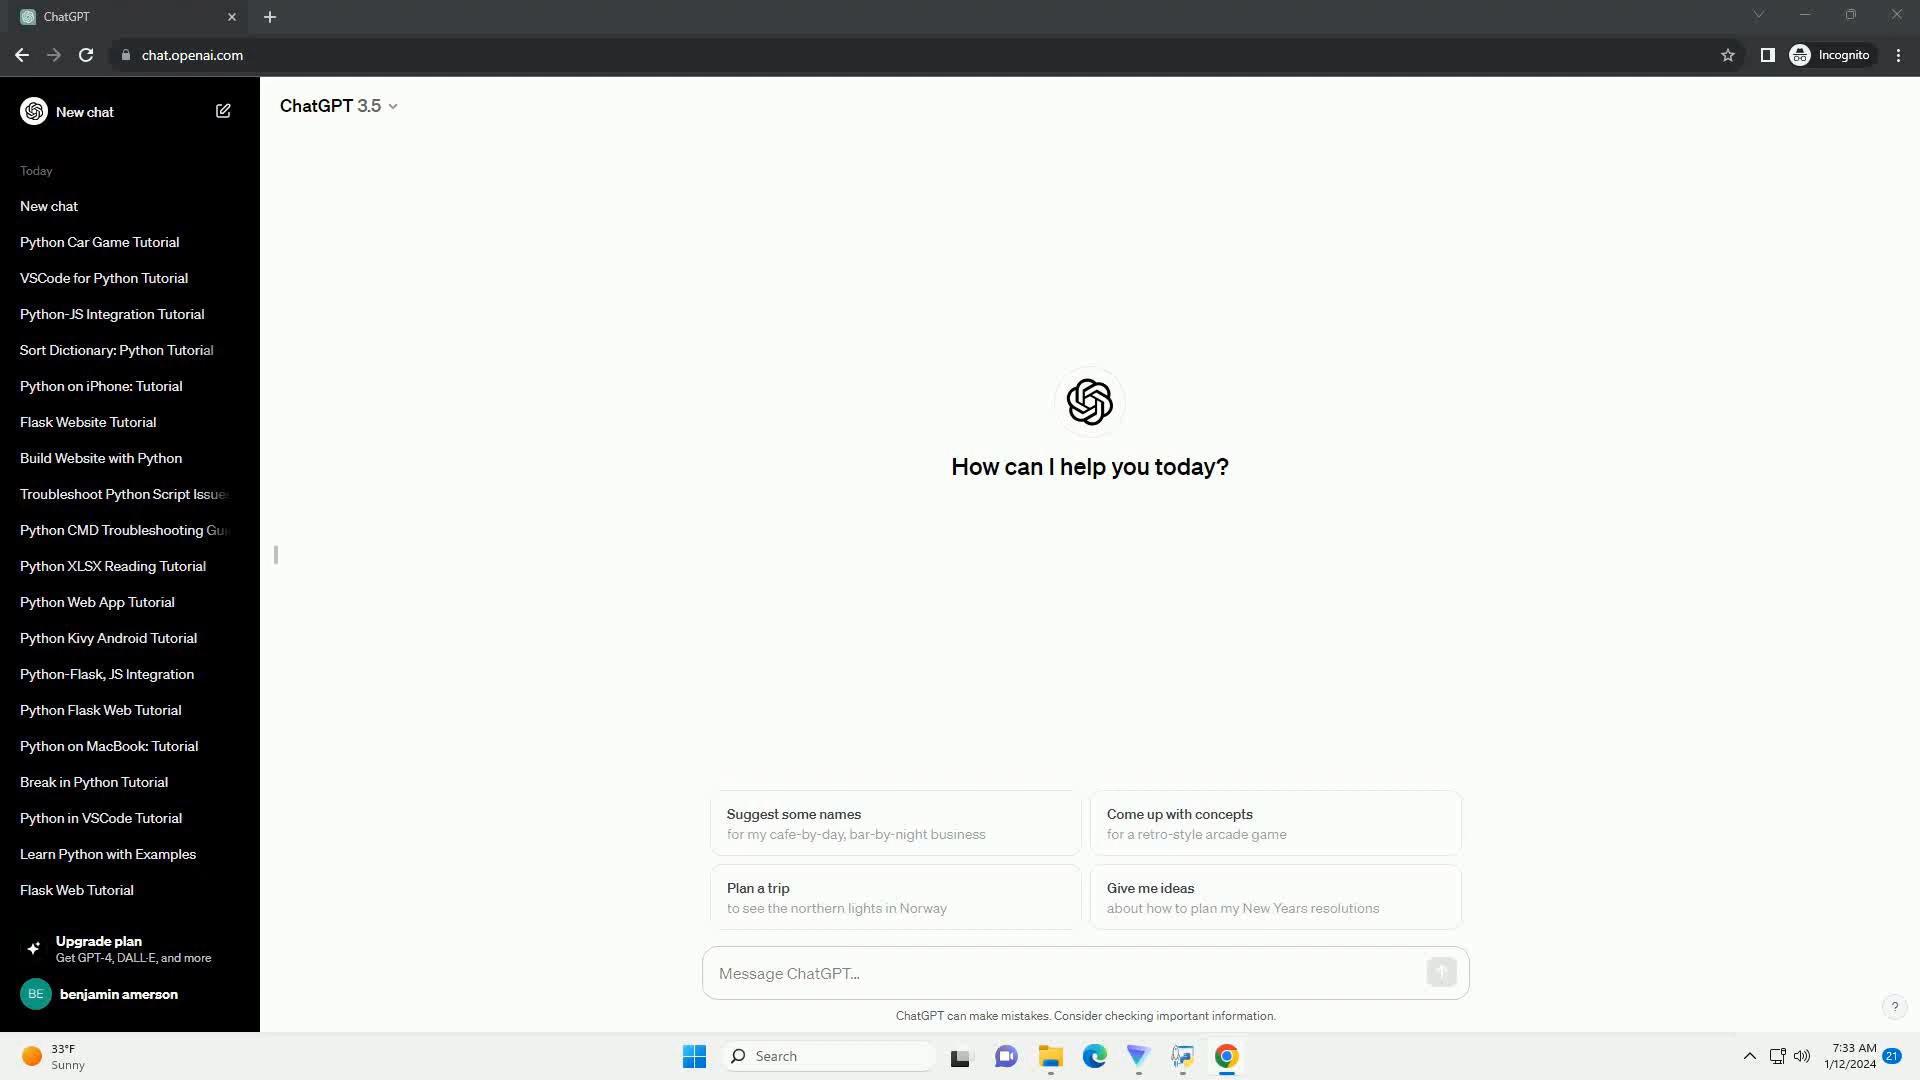 ChatGPT
chat.openai.com
Incognito
New chat
ChatGPT 3.5
Today
New chat
Python Car Game Tutorial
VSCode for Python Tutorial
Python-JS Integration Tutorial
Sort Dictionary: Python Tutorial
Python on iPhone: Tutorial
Flask Website Tutorial
Build Website with Python
Troubleshoot Python Script Issue
Python CMD Troubleshooting Gui
Python XLSX Reading Tutorial
Python Web App Tutorial
Python Kivy Android Tutorial
Python-Flask, JS Integration
Python Flask Web Tutorial
Python on MacBook: Tutorial
Break in Python Tutorial
Python in VSCode Tutorial
Learn Python with Examples
Flask Web Tutorial
Upgrade plan
Get GPT-4, DALL·E, and more
BE
benjamin amerson
How can I help you today?
Suggest some names
for my cafe-by-day, bar-by-night business
Come up with concepts
for a retro-style arcade game
Plan a trip
to see the northern lights in Norway
Give me ideas
about how to plan my New Years resolutions
Message ChatGPT...
ChatGPT can make mistakes. Consider checking important information.
?
33°F
Sunny
Search
7:33 AM
1/12/2024
21